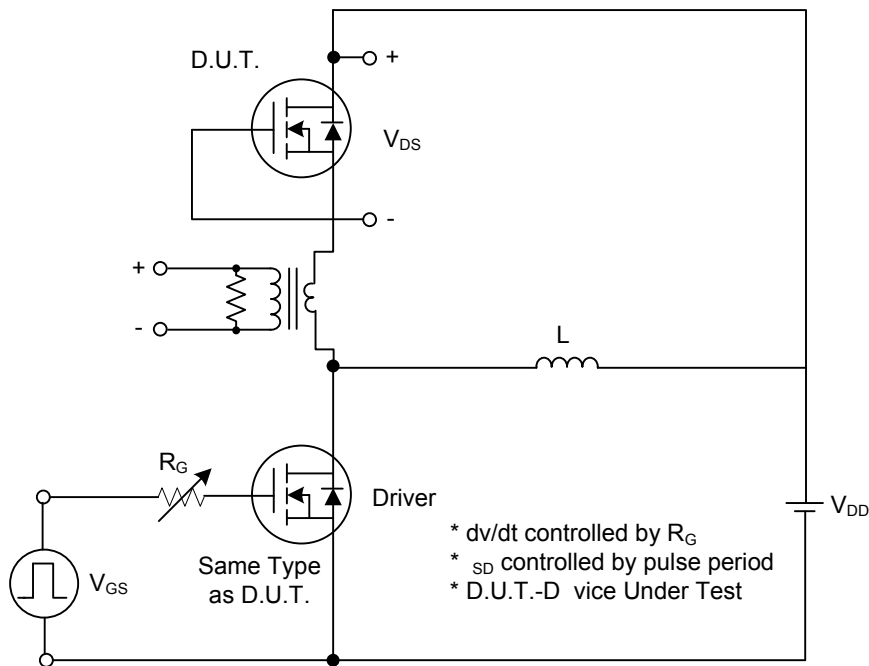 D.U.T.
+
V_DS
-
+
-
L
R_G
Driver
V_DD
V_GS
Same Type
as D.U.T.
* dv/dt controlled by R_G
* _SD controlled by pulse period
* D.U.T.-D vice Under Test